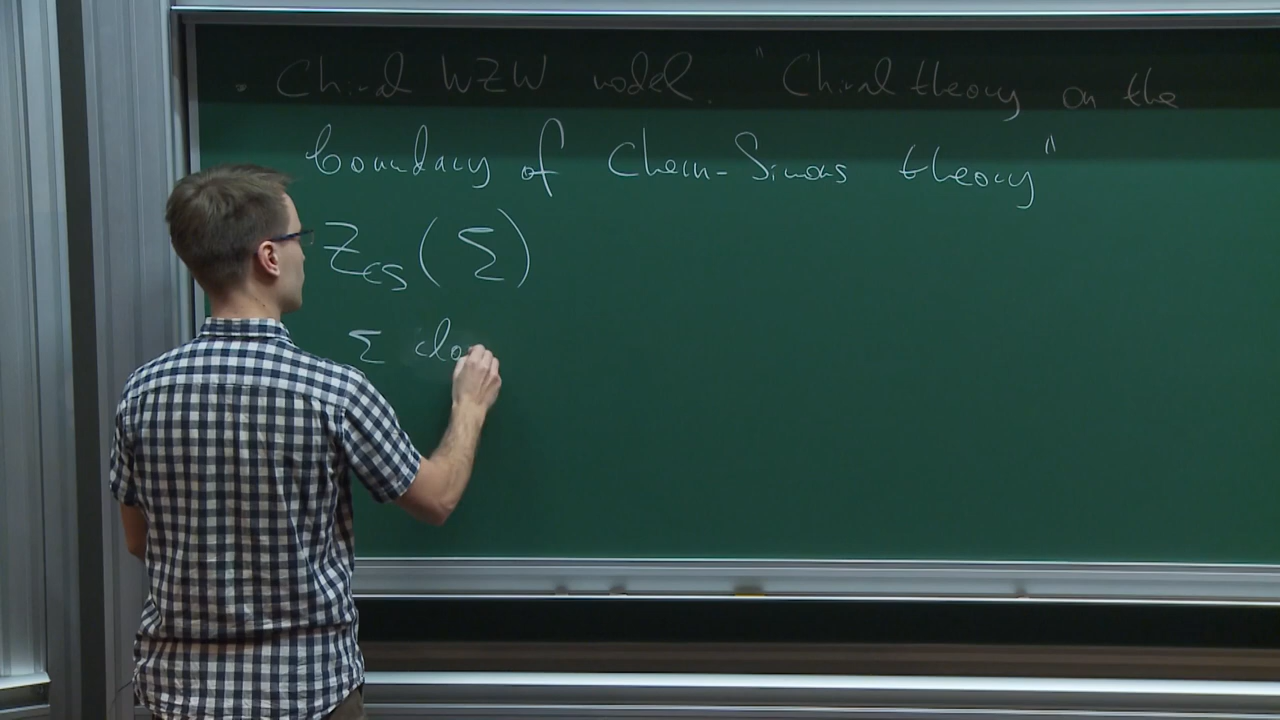 • Chiral WZW model. "Chiral theory on the
boundary of Chern-Simons theory"
Z_CS(Σ)
Σ clo